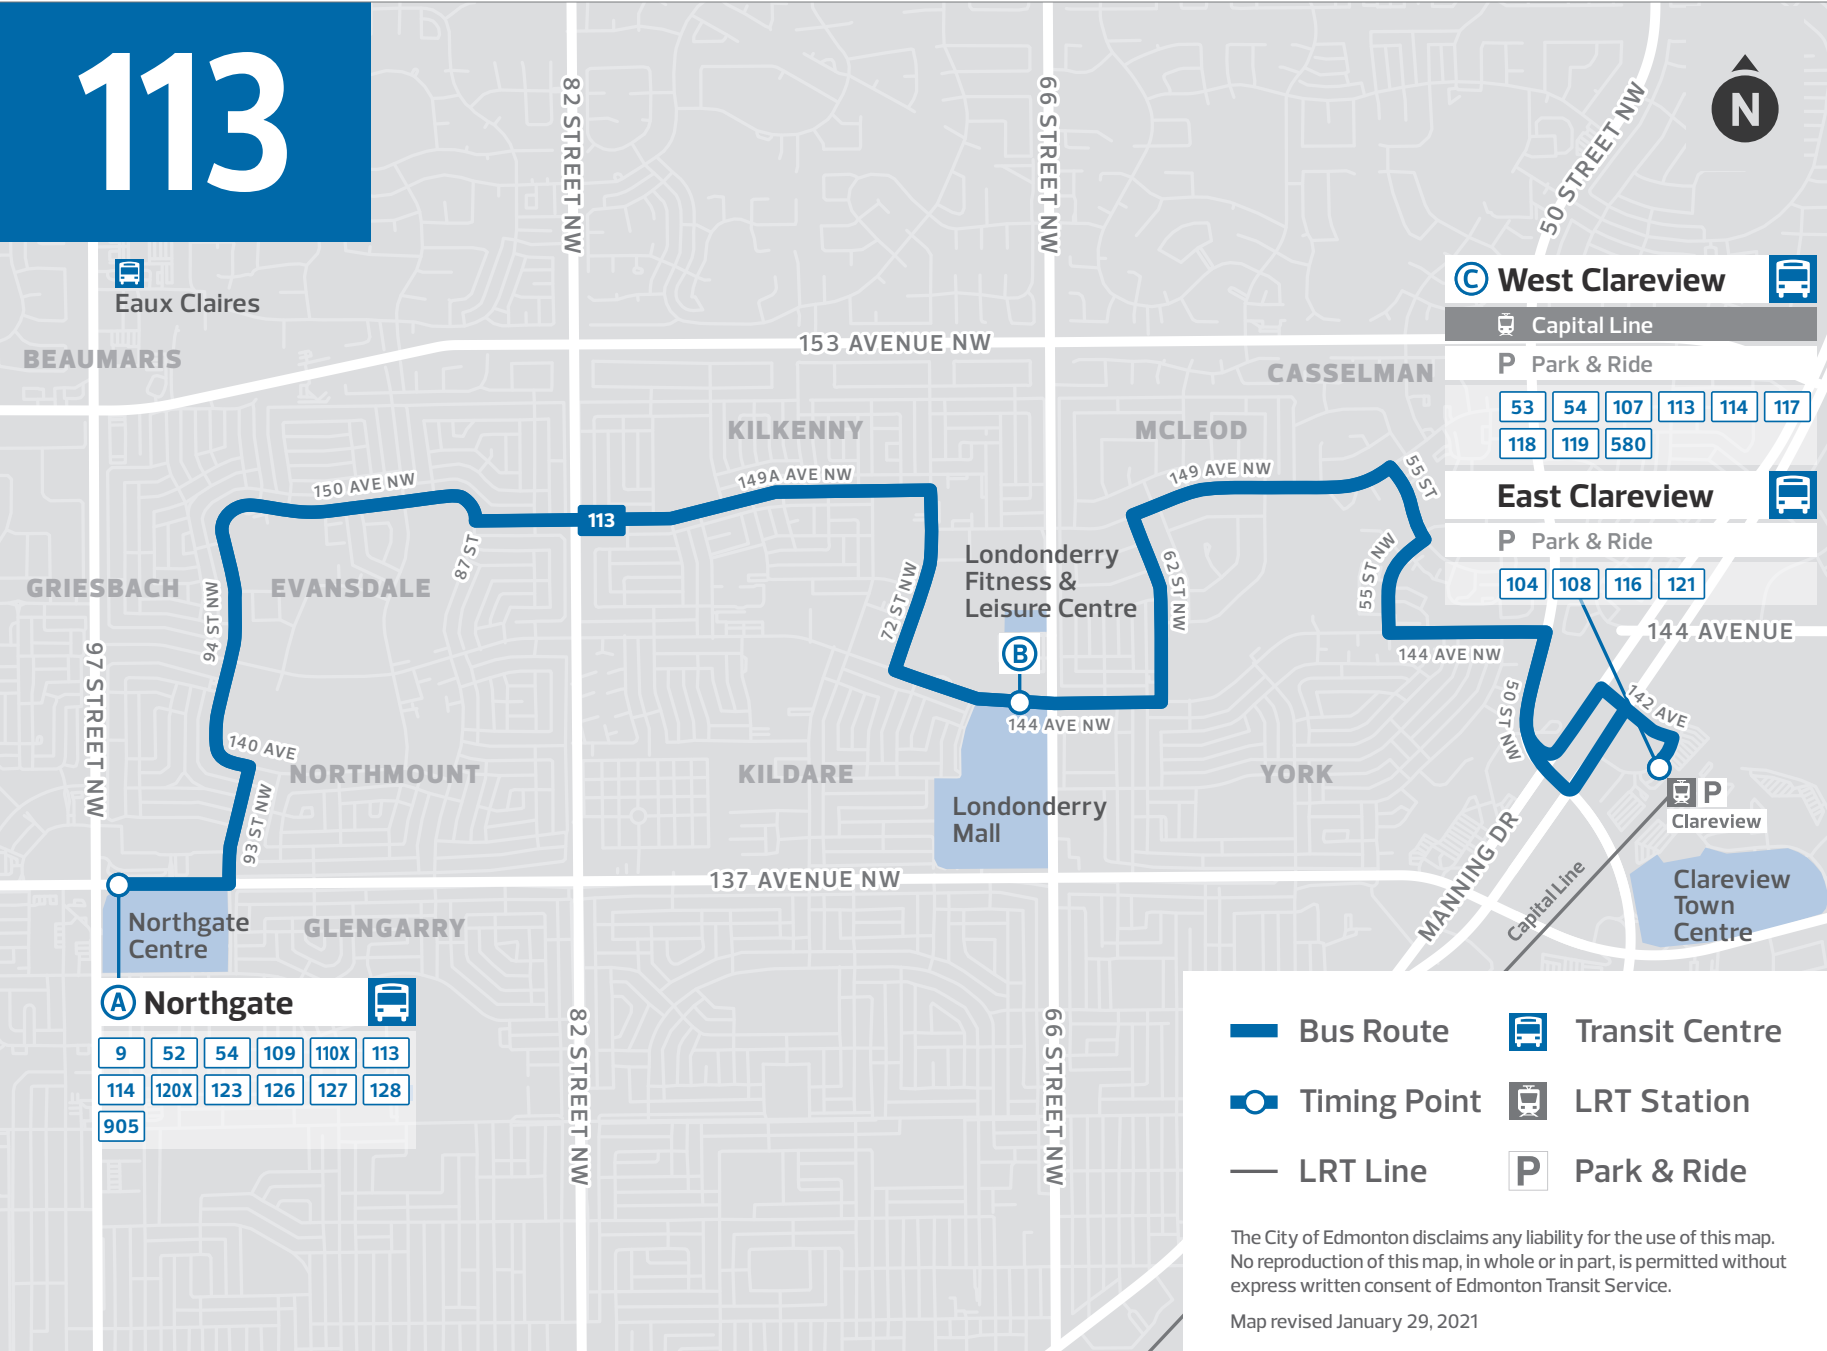 113
82 STREET NW
66 STREET NW
50 STREET NW
N
Eaux Claires
BEAUMARIS
153 AVENUE NW
CASSELMAN
C West Clareview
Capital Line
P Park & Ride
53 54 107 113 114 117
118 119 580
East Clareview
P Park & Ride
104 108 116 121
KILKENNY
MCLEOD
150 AVE NW
149A AVE NW
149 AVE NW
55 ST
113
87 ST
GRIESBACH
EVANSDALE
94 ST NW
72 ST NW
Londonderry
Fitness &
Leisure Centre
B
62 ST NW
55 ST NW
144 AVENUE
144 AVE NW
97 STREET NW
50 ST NW
142 AVE
144 AVE NW
140 AVE
NORTHMOUNT
KILDARE
YORK
93 ST NW
Londonderry
Mall
P
Clareview
MANNING DR
Capital Line
137 AVENUE NW
Clareview
Town
Centre
Northgate
Centre
GLENGARRY
A Northgate
9 52 54 109 110X 113
114 120X 123 126 127 128
905
82 STREET NW
66 STREET NW
Bus Route
Transit Centre
Timing Point
LRT Station
LRT Line
P Park & Ride
The City of Edmonton disclaims any liability for the use of this map.
No reproduction of this map, in whole or in part, is permitted without
express written consent of Edmonton Transit Service.
Map revised January 29, 2021